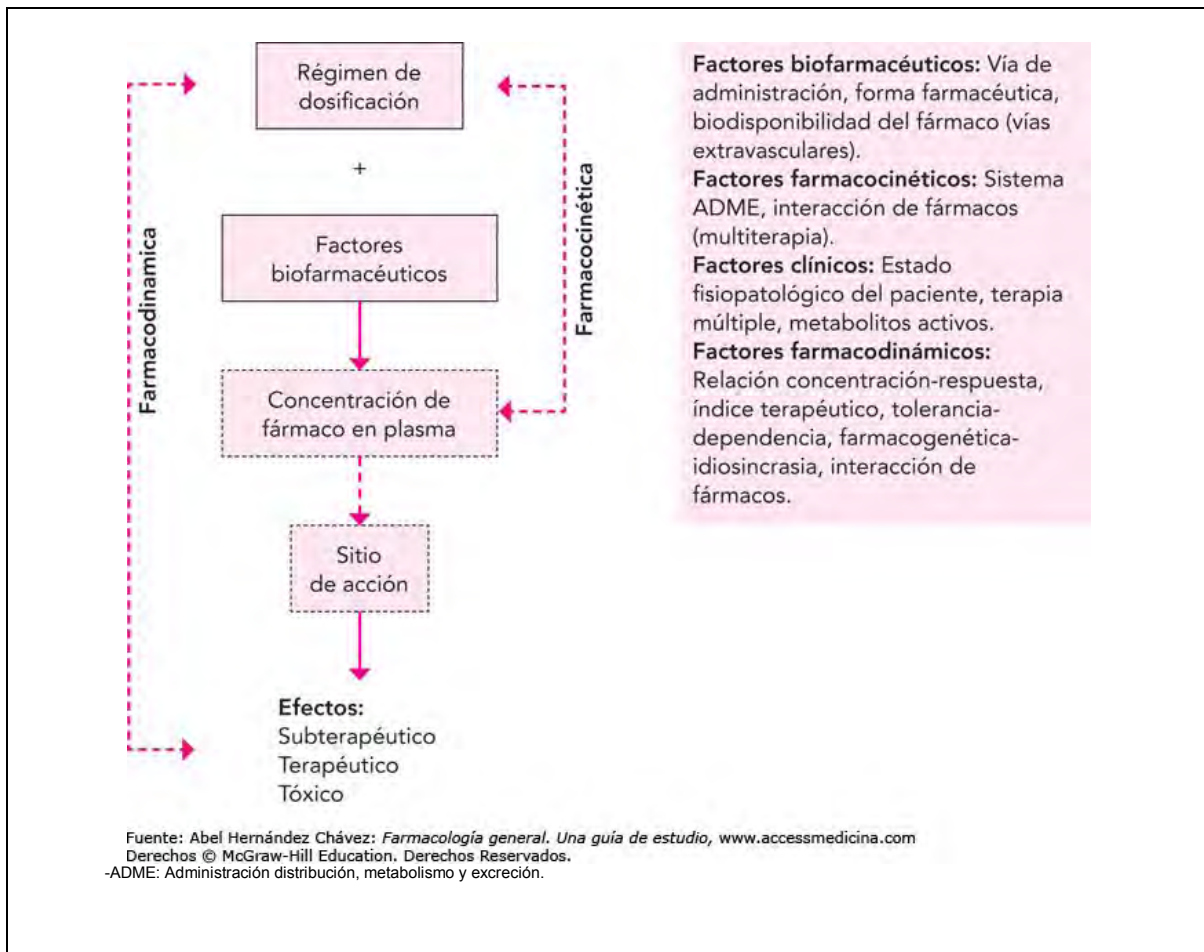 Régimen de
dosificación
+
Factores
biofarmacéuticos
Concentración de
fármaco en plasma
Sitio
de acción
Efectos:
Subterapéutico
Terapéutico
Tóxico
Farmacodinamica
Farmacocinética
Factores biofarmacéuticos: Vía de
administración, forma farmacéutica,
biodisponibilidad del fármaco (vías
extravasculares).
Factores farmacocinéticos: Sistema
ADME, interacción de fármacos
(multiterapia).
Factores clínicos: Estado
fisiopatológico del paciente, terapia
múltiple, metabolitos activos.
Factores farmacodinámicos:
Relación concentración-respuesta,
índice terapéutico, tolerancia-
dependencia, farmacogenética-
idiosincrasia, interacción de
fármacos.
Fuente: Abel Hernández Chávez: Farmacología general. Una guía de estudio, www.accessmedicina.com
Derechos © McGraw-Hill Education. Derechos Reservados.
-ADME: Administración distribución, metabolismo y excreción.